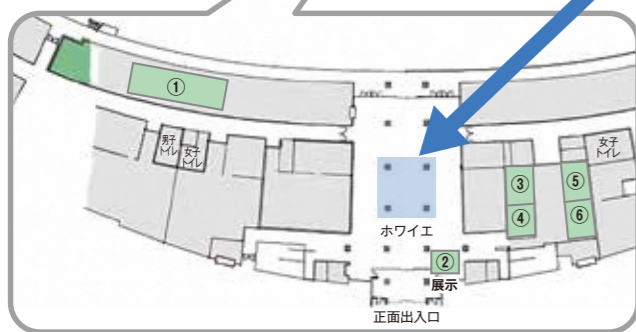 ①
男子
トイレ
女子
トイレ
女子
トイレ
③
④
⑤
⑥
ホワイエ
②
展示
正面出入口